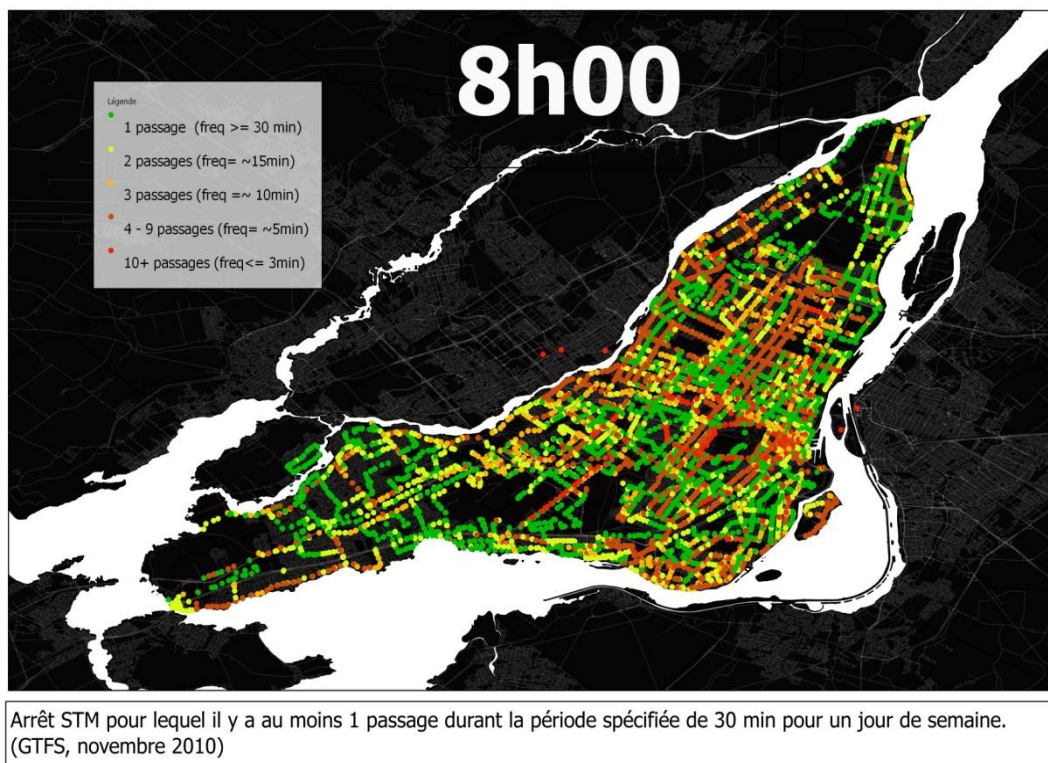 8h00
Légende
1 passage (freq >= 30 min)
2 passages (freq= ~15min)
3 passages (freq =~ 10min)
4 - 9 passages (freq= ~5min)
10+ passages (freq<= 3min)
Arrêt STM pour lequel il y a au moins 1 passage durant la période spécifiée de 30 min pour un jour de semaine.
(GTFS, novembre 2010)